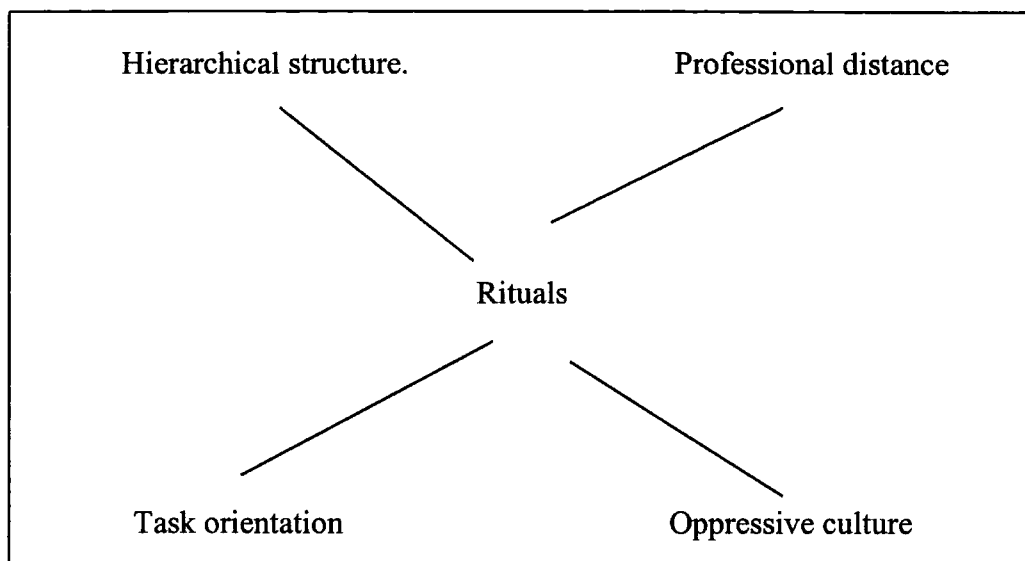 Hierarchical structure.
Professional distance
Rituals
Task orientation
Oppressive culture